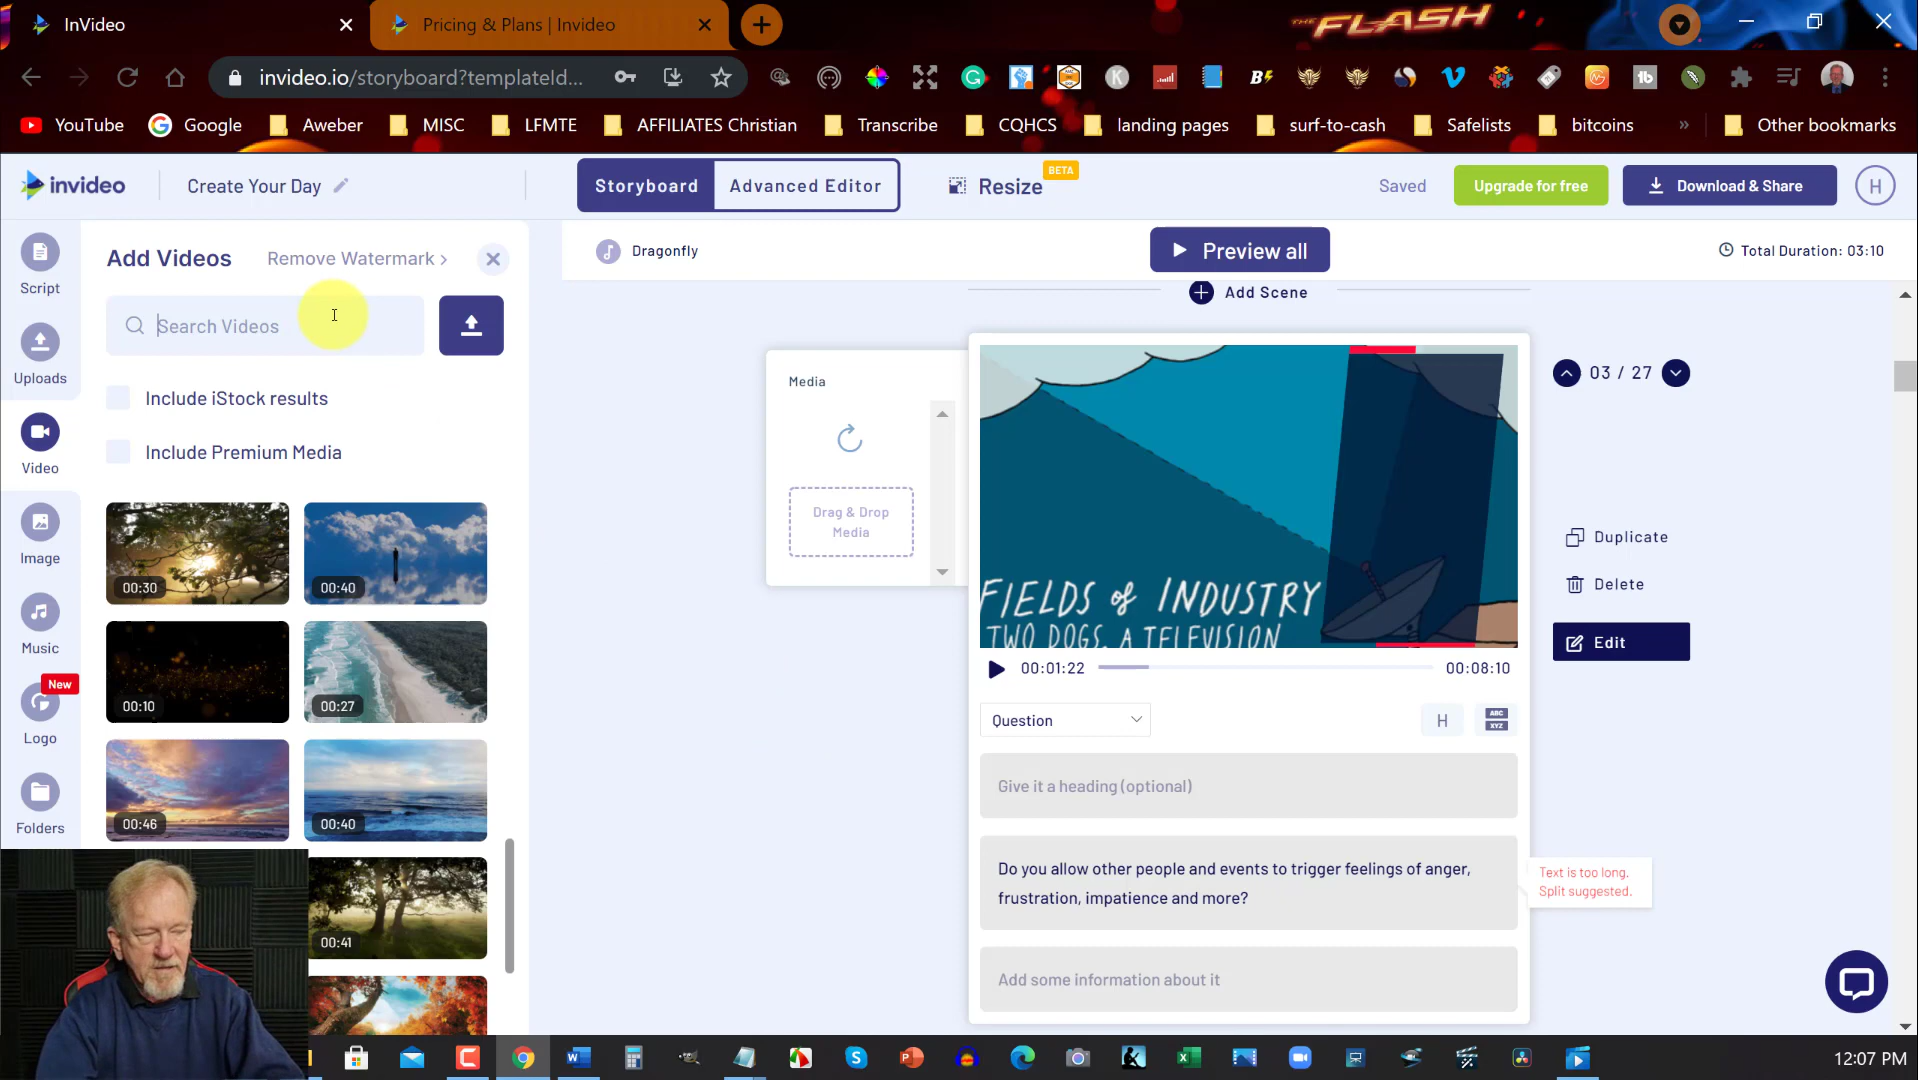 InVideo
Pricing & Plans | Invideo
THE FLASH
invideo.io/storyboard?templateId...
YouTube
Google
Aweber
MISC
LFMTE
AFFILIATES Christian
Transcribe
CQHCS
landing pages
surf-to-cash
Safelists
bitcoins
»
Other bookmarks
invideo
Create Your Day
Storyboard
Advanced Editor
Resize
BETA
Saved
Upgrade for free
Download & Share
H
Script
Uploads
Video
Image
Music
New
Logo
Folders
Add Videos
Remove Watermark >
Search Videos
Include iStock results
Include Premium Media
00:30
00:40
00:10
00:27
00:46
00:40
00:41
Dragonfly
Preview all
Total Duration: 03:10
Add Scene
Media
Drag & Drop
Media
FIELDS of INDUSTRY
TWO DOGS, A TELEVISION
00:01:22
00:08:10
Question
H
ABC
XYZ
Give it a heading (optional)
Do you allow other people and events to trigger feelings of anger,
frustration, impatience and more?
Add some information about it
Text is too long.
Split suggested.
03 / 27
Duplicate
Delete
Edit
12:07 PM